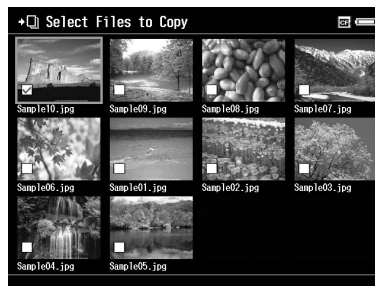 Select Files to Copy
CF
Sample10.jpg
Sample09.jpg
Sample08.jpg
Sample07.jpg
Sample06.jpg
Sample01.jpg
Sample02.jpg
Sample03.jpg
Sample04.jpg
Sample05.jpg